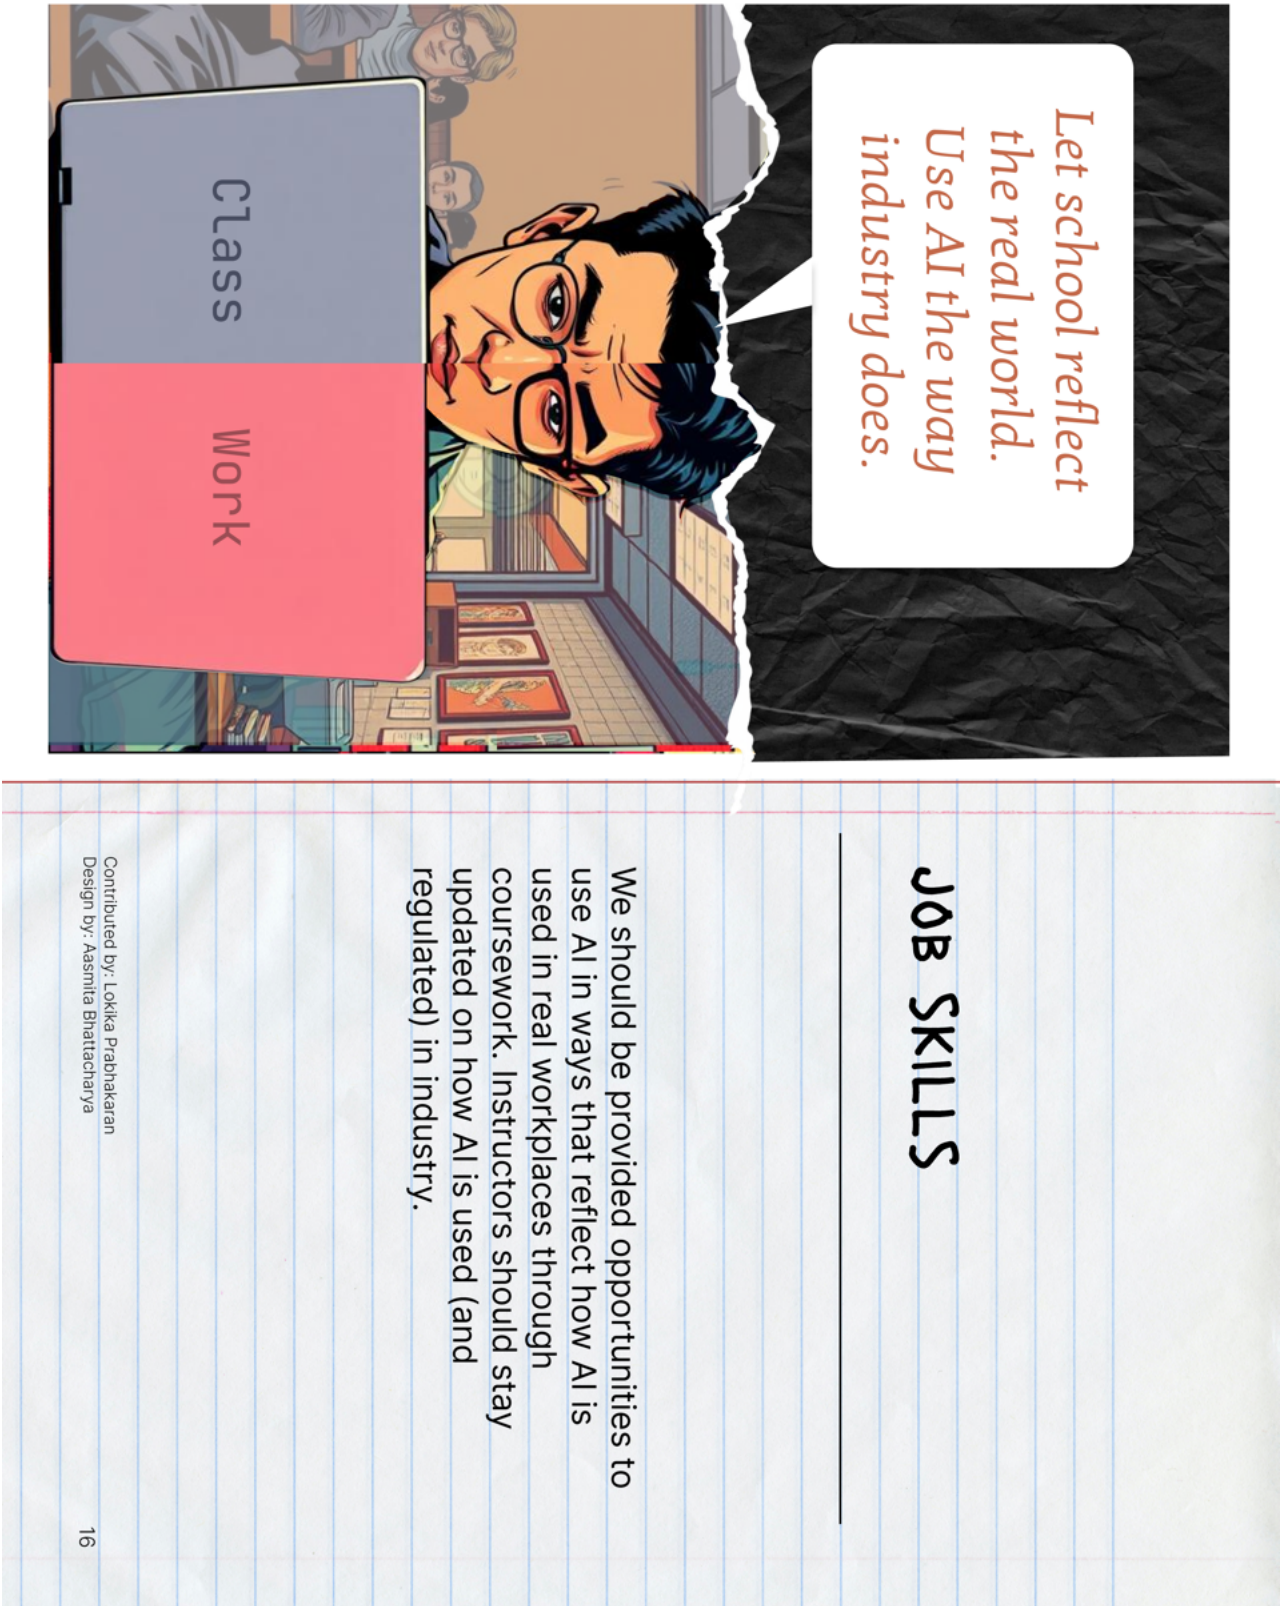 Let school reflect
the real world.
Use AI the way
industry does.
Class Work
JOB SKILLS
We should be provided opportunities to
use AI in ways that reflect how AI is
used in real workplaces through
coursework. Instructors should stay
updated on how AI is used (and
regulated) in industry.
Contributed by: Lokika Prabhakaran
Design by: Aasmita Bhattacharya
16